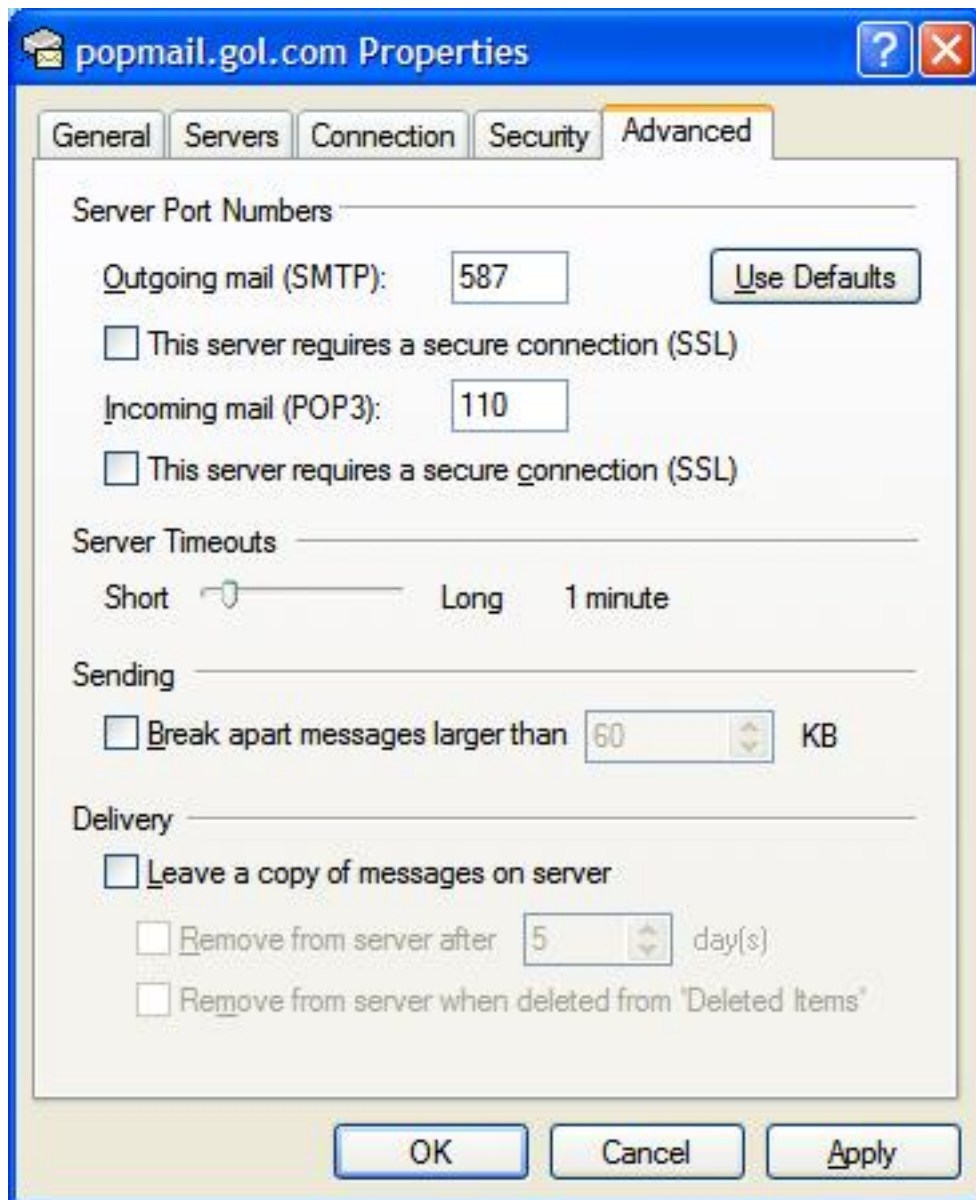 popmail.gol.com Properties
General Servers Connection Security Advanced
Server Port Numbers
Outgoing mail (SMTP): 587 Use Defaults
This server requires a secure connection (SSL)
Incoming mail (POP3): 110
This server requires a secure connection (SSL)
Server Timeouts
Short Long 1 minute
Sending
Break apart messages larger than 60 KB
Delivery
Leave a copy of messages on server
Remove from server after 5 day(s)
Remove from server when deleted from 'Deleted Items'
OK Cancel Apply